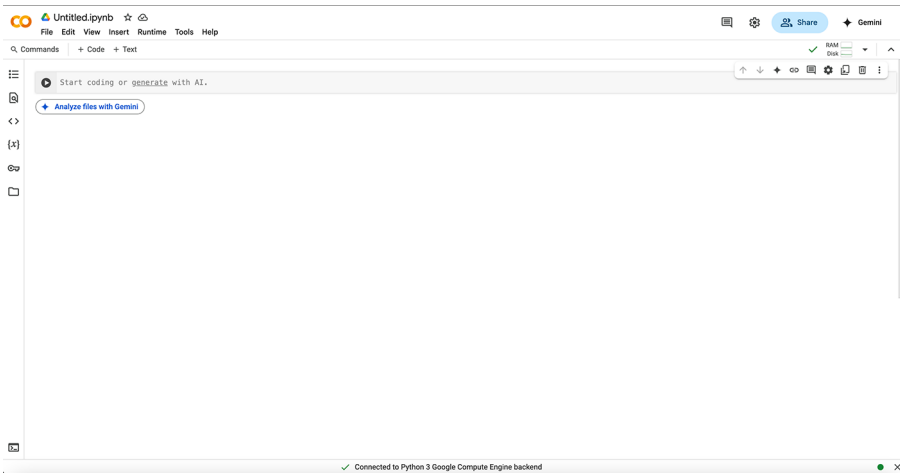 Untitled.ipynb
File Edit View Insert Runtime Tools Help
Share
Gemini
Commands + Code + Text
RAM
Disk
Start coding or generate with AI.
Analyze files with Gemini
{x}
Connected to Python 3 Google Compute Engine backend